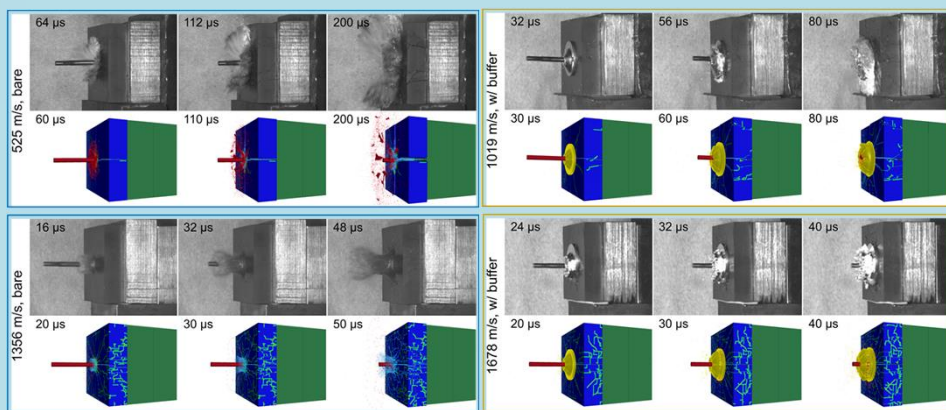 525 m/s, bare
64 µs
112 µs
200 µs
60 µs
110 µs
200 µs
1019 m/s, w/ buffer
32 µs
56 µs
80 µs
30 µs
60 µs
80 µs
1356 m/s, bare
16 µs
32 µs
48 µs
20 µs
30 µs
50 µs
1678 m/s, w/ buffer
24 µs
32 µs
40 µs
20 µs
30 µs
40 µs